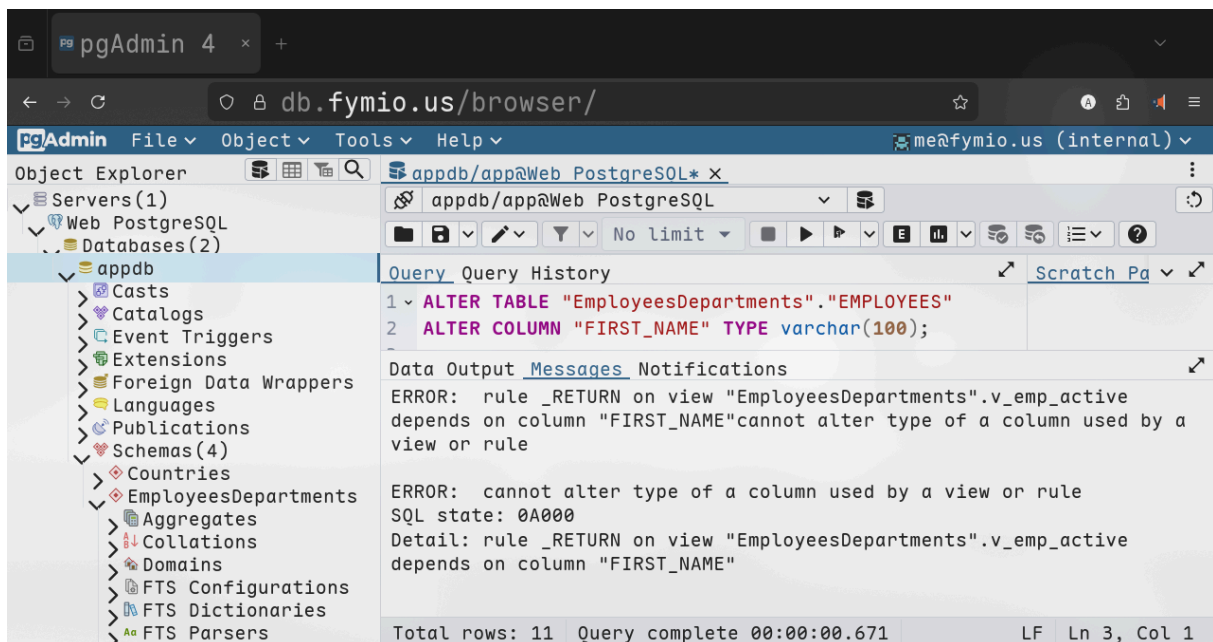 pgAdmin 4
db.fymio.us/browser/
pgAdmin File Object Tools Help me@fymio.us (internal)
Object Explorer
Servers(1)
Web PostgreSQL
Databases(2)
appdb
Casts
Catalogs
Event Triggers
Extensions
Foreign Data Wrappers
Languages
Publications
Schemas(4)
Countries
EmployeesDepartments
Aggregates
Collations
Domains
FTS Configurations
FTS Dictionaries
FTS Parsers
appdb/app@Web PostgreSQL*
appdb/app@Web PostgreSQL
No limit
Query Query History Scratch Pa
1 ALTER TABLE "EmployeesDepartments"."EMPLOYEES"
2 ALTER COLUMN "FIRST_NAME" TYPE varchar(100);
Data Output Messages Notifications
ERROR:  rule _RETURN on view "EmployeesDepartments".v_emp_active
depends on column "FIRST_NAME"cannot alter type of a column used by a
view or rule
ERROR:  cannot alter type of a column used by a view or rule
SQL state: 0A000
Detail: rule _RETURN on view "EmployeesDepartments".v_emp_active
depends on column "FIRST_NAME"
Total rows: 11 Query complete 00:00:00.671 LF Ln 3, Col 1